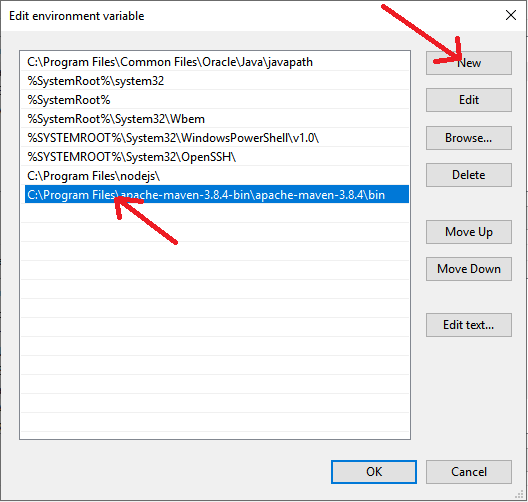 Edit environment variable
C:\Program Files\Common Files\Oracle\Java\javapath
%SystemRoot%\system32
%SystemRoot%
%SystemRoot%\System32\Wbem
%SYSTEMROOT%\System32\WindowsPowerShell\v1.0\
%SYSTEMROOT%\System32\OpenSSH\
C:\Program Files\nodejs\
C:\Program Files\apache-maven-3.8.4-bin\apache-maven-3.8.4\bin
New
Edit
Browse...
Delete
Move Up
Move Down
Edit text...
OK
Cancel